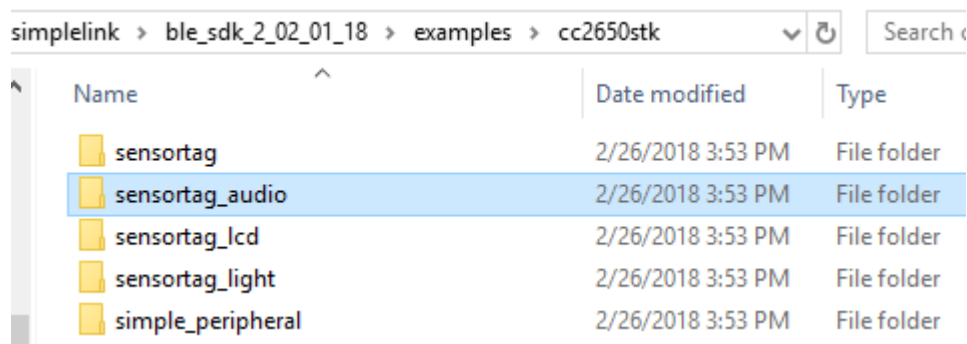 simplelink > ble_sdk_2_02_01_18 > examples > cc2650stk Search
Name Date modified Type
sensortag 2/26/2018 3:53 PM File folder
sensortag_audio 2/26/2018 3:53 PM File folder
sensortag_lcd 2/26/2018 3:53 PM File folder
sensortag_light 2/26/2018 3:53 PM File folder
simple_peripheral 2/26/2018 3:53 PM File folder